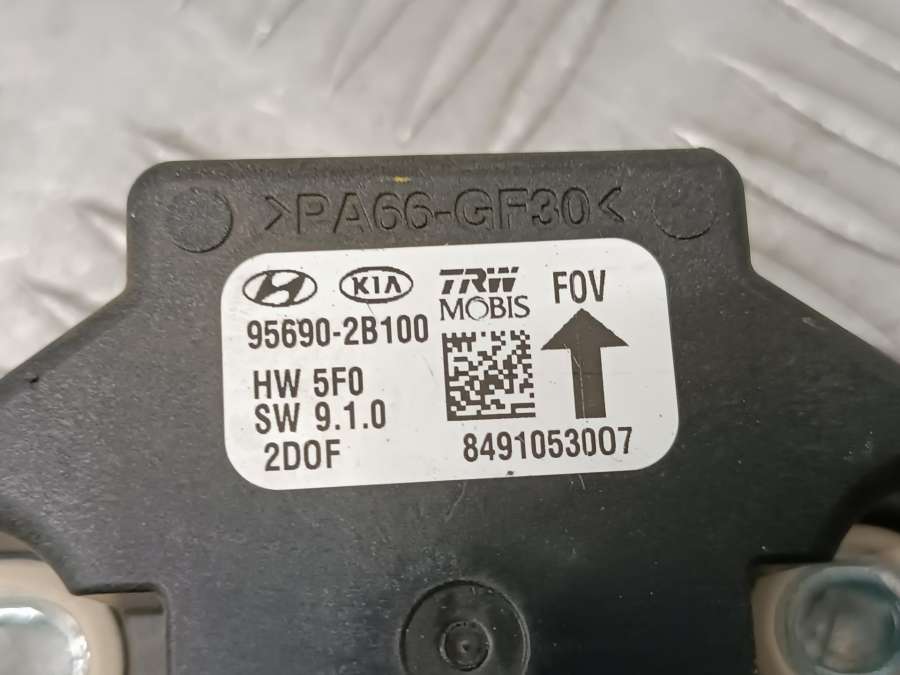 >PA66-GF30<
KIA
TRW
MOBIS
FOV
95690-2B100
HW 5F0
SW 9.1.0
2DOF
8491053007